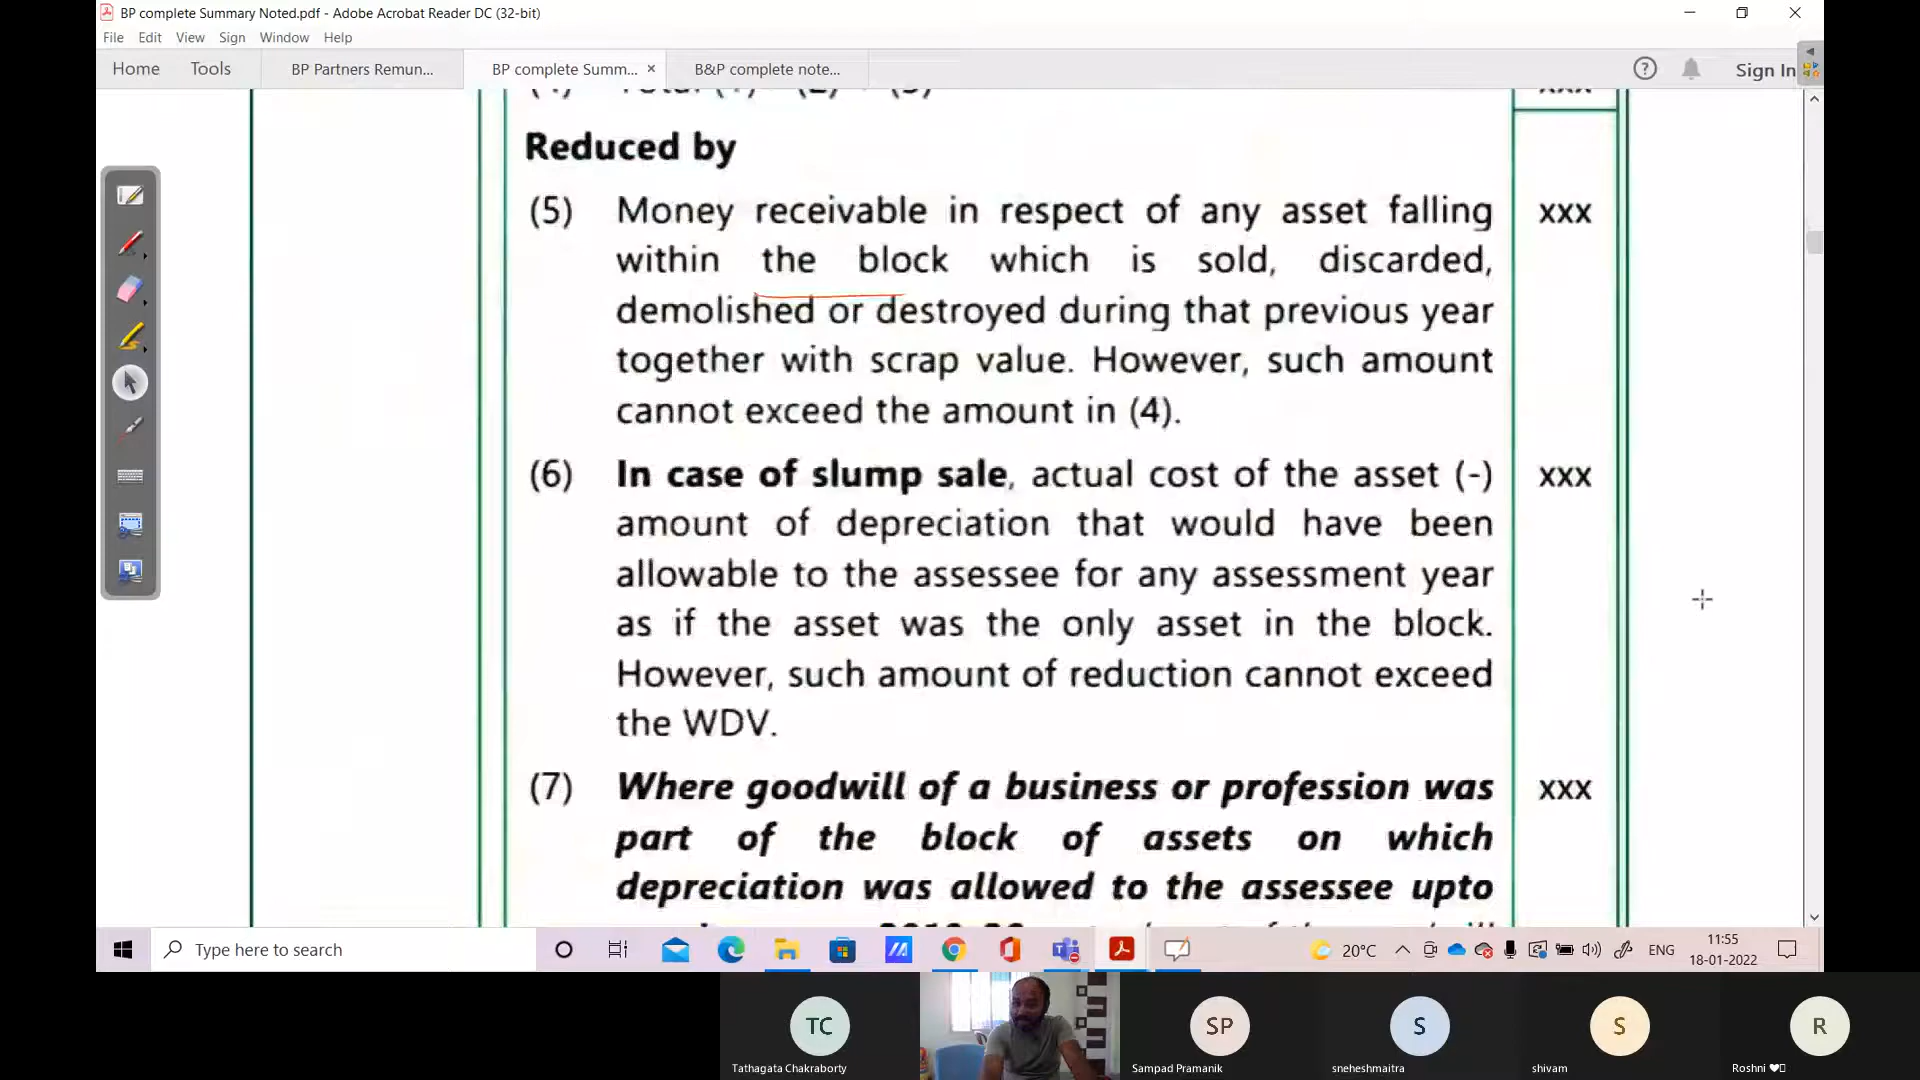 BP complete Summary Noted.pdf - Adobe Acrobat Reader DC (32-bit)
File Edit View Sign Window Help
Home Tools BP Partners Remun... BP complete Summ... × B&P complete note... Sign In
Reduced by
(5) Money receivable in respect of any asset falling xxx
within the block which is sold, discarded,
demolished or destroyed during that previous year
together with scrap value. However, such amount
cannot exceed the amount in (4).
(6) In case of slump sale, actual cost of the asset (-) xxx
amount of depreciation that would have been
allowable to the assessee for any assessment year
as if the asset was the only asset in the block.
However, such amount of reduction cannot exceed
the WDV.
(7) Where goodwill of a business or profession was xxx
part of the block of assets on which
depreciation was allowed to the assessee upto
Type here to search 20°C ENG 11:55
18-01-2022
TC SP S S R
Tathagata Chakraborty Sampad Pramanik sneheshmaitra shivam Roshni ❤